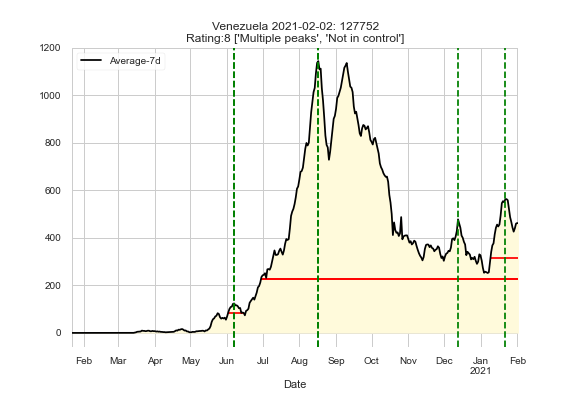 Venezuela 2021-02-02: 127752
Rating:8 ['Multiple peaks', 'Not in control']
Average-7d
1200
1000
800
600
400
200
0
Feb Mar Apr May Jun Jul Aug Sep Oct Nov Dec Jan Feb
2021
Date